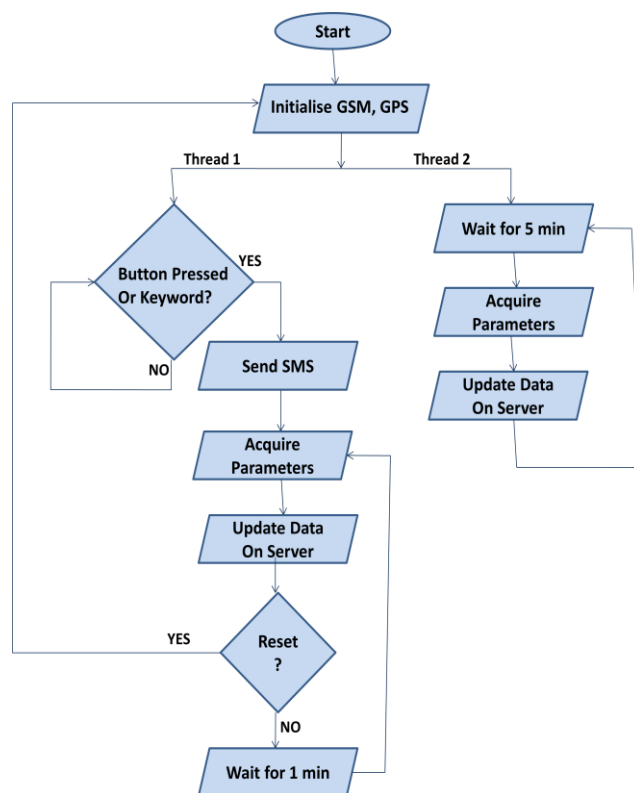 Start
Initialise GSM, GPS
Thread 1
Thread 2
Button Pressed
Or Keyword?
YES
NO
Send SMS
Acquire
Parameters
Update Data
On Server
Reset
?
YES
NO
Wait for 1 min
Wait for 5 min
Acquire
Parameters
Update Data
On Server